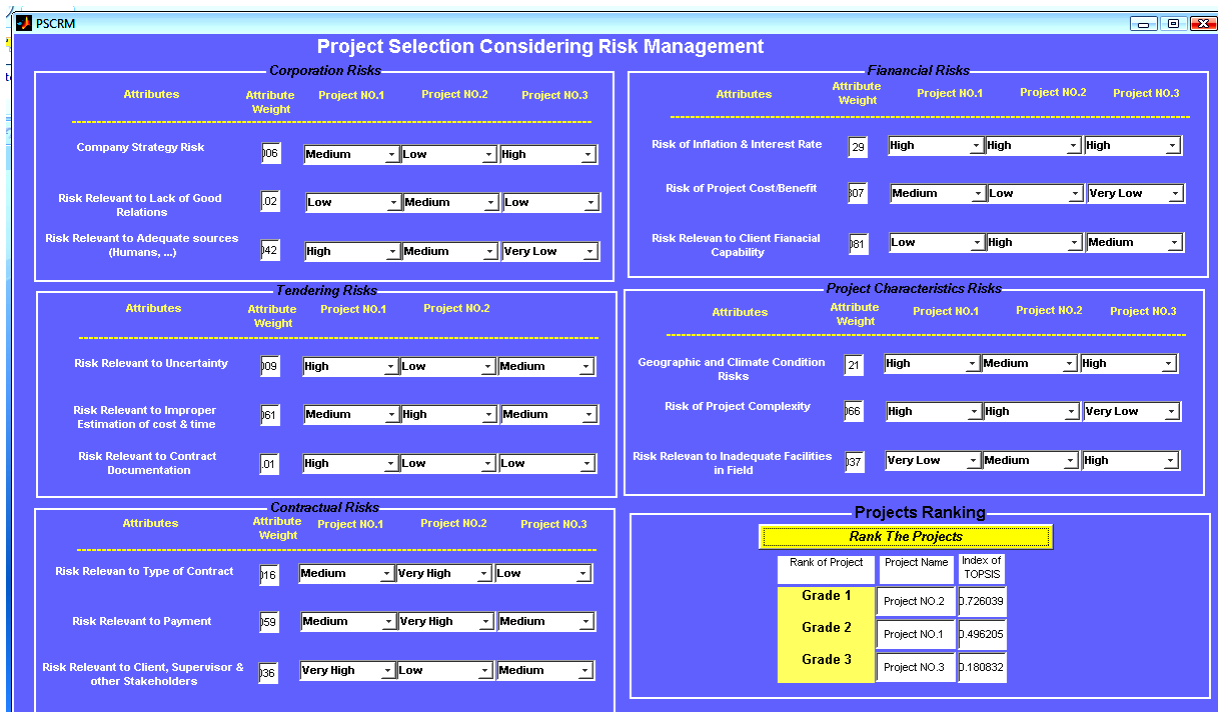 PSCRM
Project Selection Considering Risk Management
Corporation Risks
Attributes Attribute Weight Project NO.1 Project NO.2 Project NO.3
Company Strategy Risk 006 Medium Low High
Risk Relevant to Lack of Good Relations .02 Low Medium Low
Risk Relevant to Adequate sources (Humans, ...) 042 High Medium Very Low
Tendering Risks
Attributes Attribute Weight Project NO.1 Project NO.2
Risk Relevant to Uncertainty 009 High Low Medium
Risk Relevant to Improper Estimation of cost & time 061 Medium High Medium
Risk Relevant to Contract Documentation .01 High Low Low
Contractual Risks
Attributes Attribute Weight Project NO.1 Project NO.2 Project NO.3
Risk Relevan to Type of Contract 016 Medium Very High Low
Risk Relevant to Payment 059 Medium Very High Medium
Risk Relevant to Client, Supervisor & other Stakeholders 036 Very High Low Medium
Fianancial Risks
Attributes Attribute Weight Project NO.1 Project NO.2 Project NO.3
Risk of Inflation & Interest Rate 29 High High High
Risk of Project Cost/Benefit 307 Medium Low Very Low
Risk Relevan to Client Fianacial Capability 081 Low High Medium
Project Characteristics Risks
Attributes Attribute Weight Project NO.1 Project NO.2 Project NO.3
Geographic and Climate Condition Risks 21 High Medium High
Risk of Project Complexity 066 High High Very Low
Risk Relevan to Inadequate Facilities in Field 037 Very Low Medium High
Projects Ranking
Rank The Projects
Rank of Project Project Name Index of TOPSIS
Grade 1 Project NO.2 0.726039
Grade 2 Project NO.1 0.496205
Grade 3 Project NO.3 0.180832